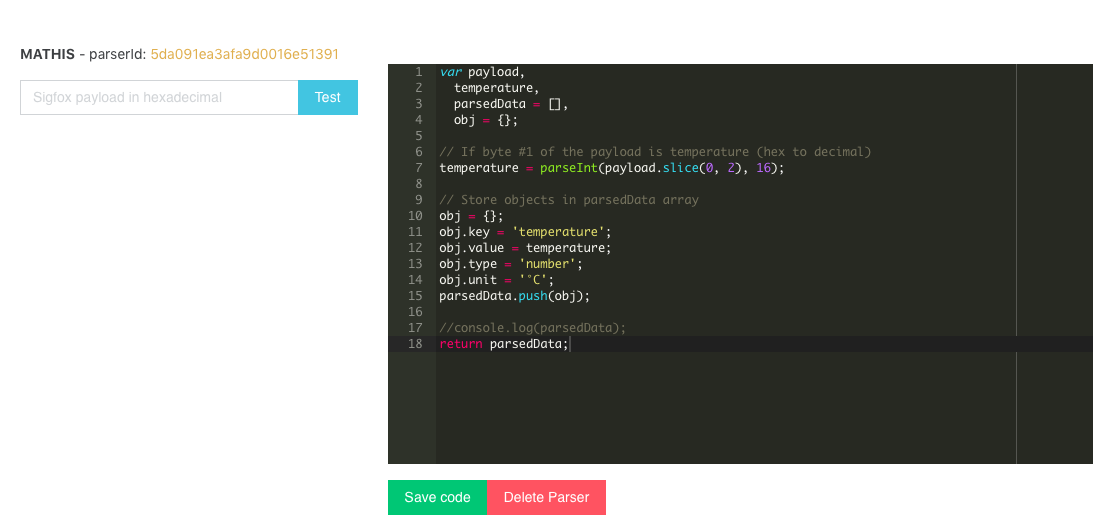 MATHIS - parserId: 5da091ea3afa9d0016e51391
Sigfox payload in hexadecimal
Test
1 var payload,
2   temperature,
3   parsedData = [],
4   obj = {};
5
6 // If byte #1 of the payload is temperature (hex to decimal)
7 temperature = parseInt(payload.slice(0, 2), 16);
8
9 // Store objects in parsedData array
10 obj = {};
11 obj.key = 'temperature';
12 obj.value = temperature;
13 obj.type = 'number';
14 obj.unit = '°C';
15 parsedData.push(obj);
16
17 //console.log(parsedData);
18 return parsedData;
Save code
Delete Parser